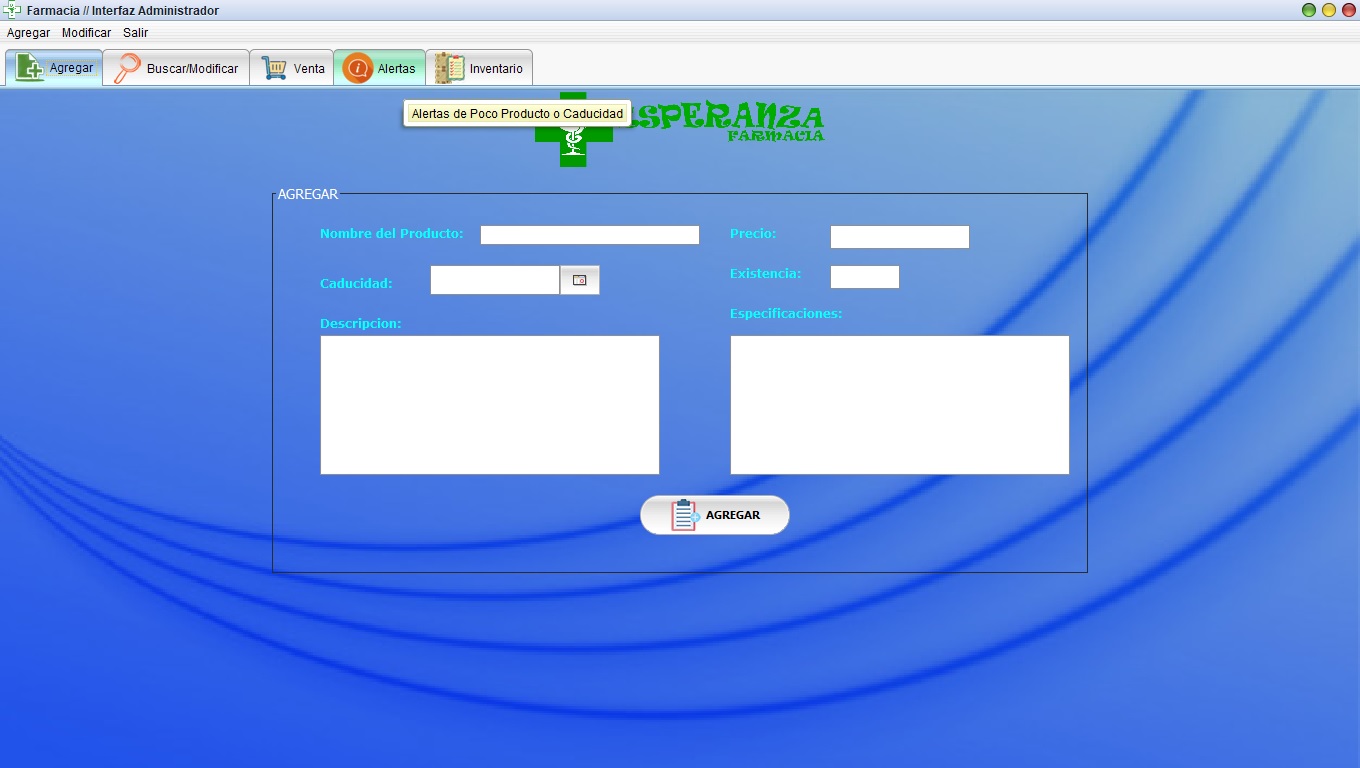 Farmacia // Interfaz Administrador
Agregar Modificar Salir
Agregar Buscar/Modificar Venta Alertas Inventario
Alertas de Poco Producto o Caducidad
SPERANZA
FARMACIA
AGREGAR
Nombre del Producto: Precio:
Caducidad: Existencia:
Descripcion: Especificaciones:
AGREGAR